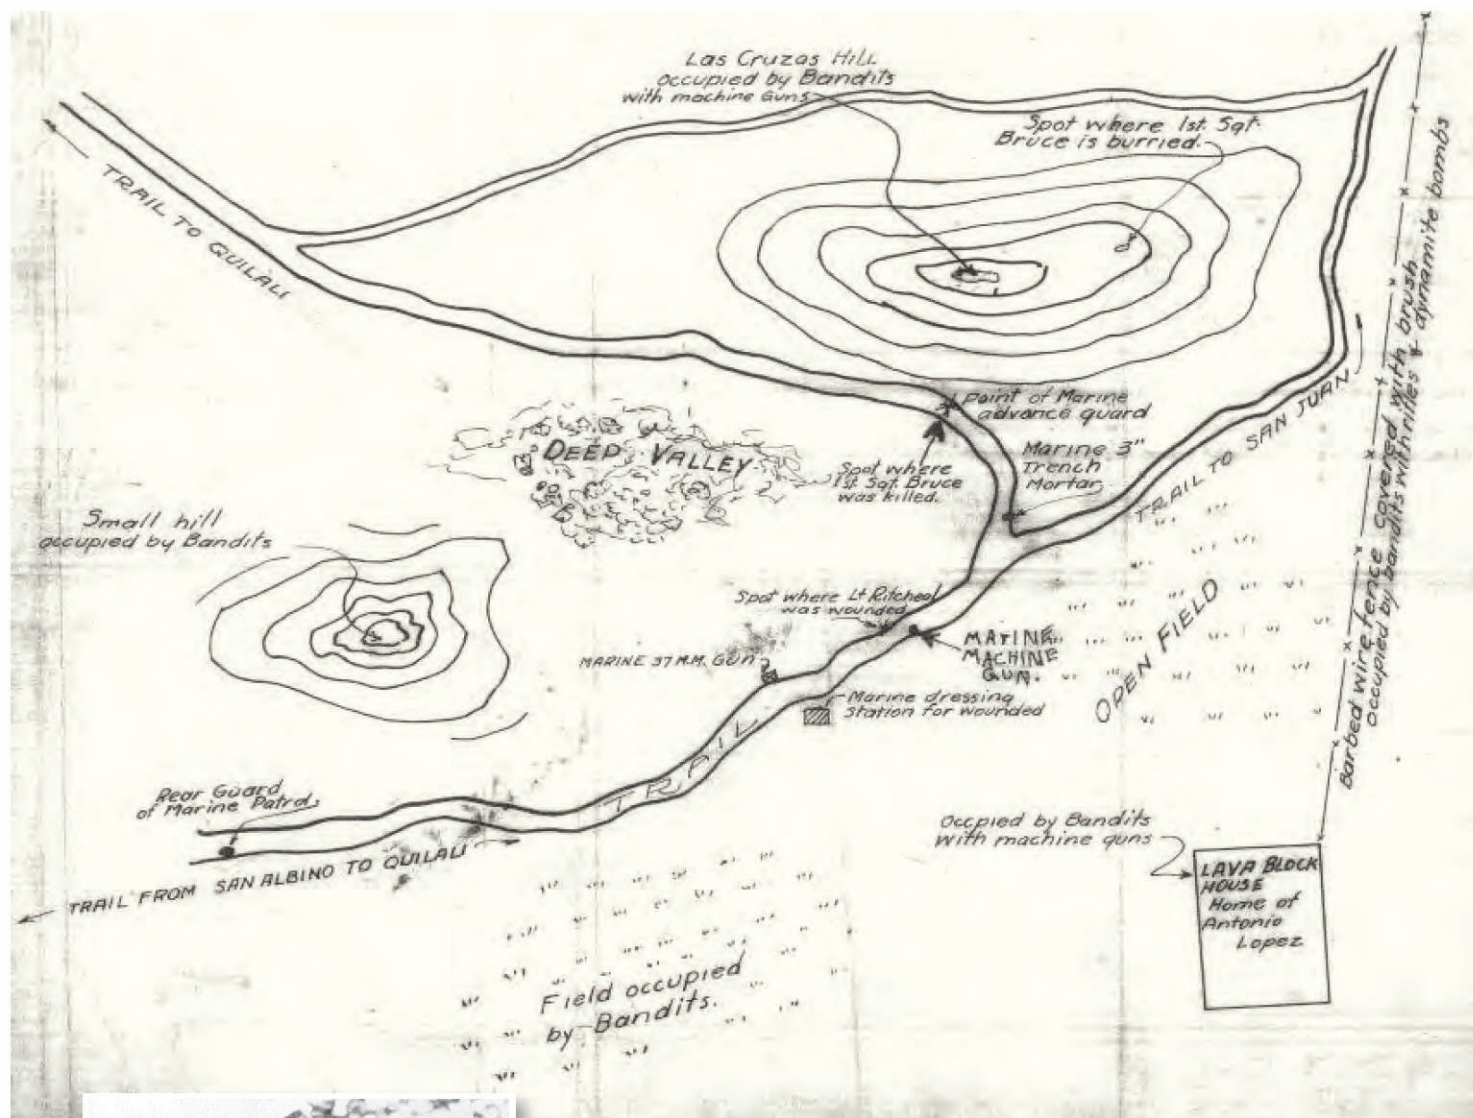 Las Cruzas Hill
occupied by Bandits
with machine Guns
Spot where 1st. Sgt.
Bruce is burried.
TRAIL TO QUILALI
Barbed wire fence covered with brush
occupied by bandits with rifles & dynamite bombs
Point of Marine
advance guard
DEEP VALLEY
Spot where
1st. Sgt. Bruce
was killed.
Marine 3"
Trench
Mortar
TRAIL TO SAN JUAN
Small hill
occupied by Bandits
Spot where Lt Richeal
was wounded
MARINE
MACHINE
GUN.
OPEN FIELD
MARINE 37 M.M. GUN
Marine dressing
station for wounded
TRAIL
Rear Guard
of Marine Patrol
TRAIL FROM SAN ALBINO TO QUILALI
Occpied by Bandits
with machine guns
LAVA BLOCK
HOUSE
Home of
Antonio
Lopez
Field occupied
by Bandits.